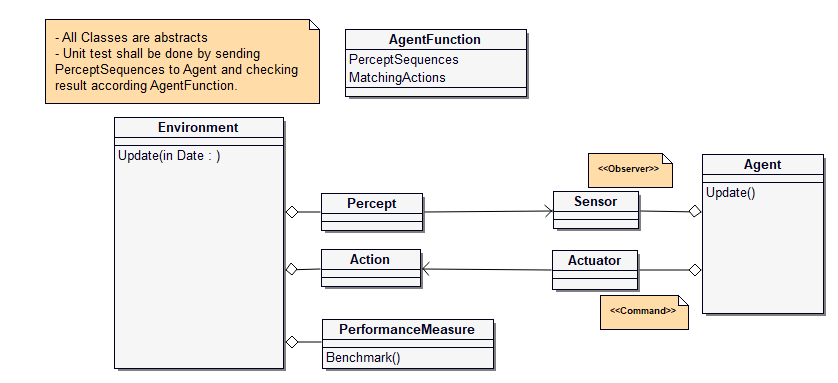 - All Classes are abstracts
- Unit test shall be done by sending
PerceptSequences to Agent and checking
result according AgentFunction.
AgentFunction
PerceptSequences
MatchingActions
Environment
Update(in Date : )
<<Observer>>
Agent
Update()
Percept
Sensor
Action
Actuator
<<Command>>
PerformanceMeasure
Benchmark()